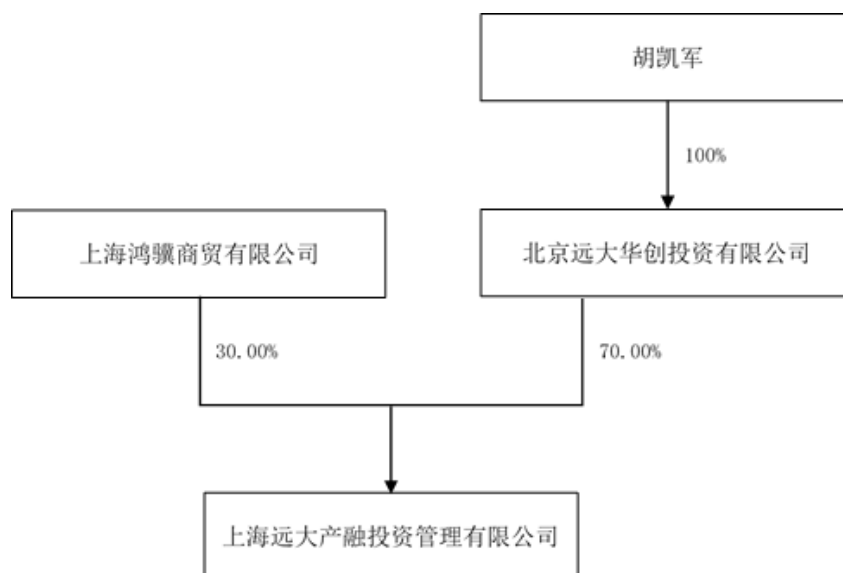 胡凯军
100%
上海鸿骥商贸有限公司
北京远大华创投资有限公司
30.00%
70.00%
上海远大产融投资管理有限公司